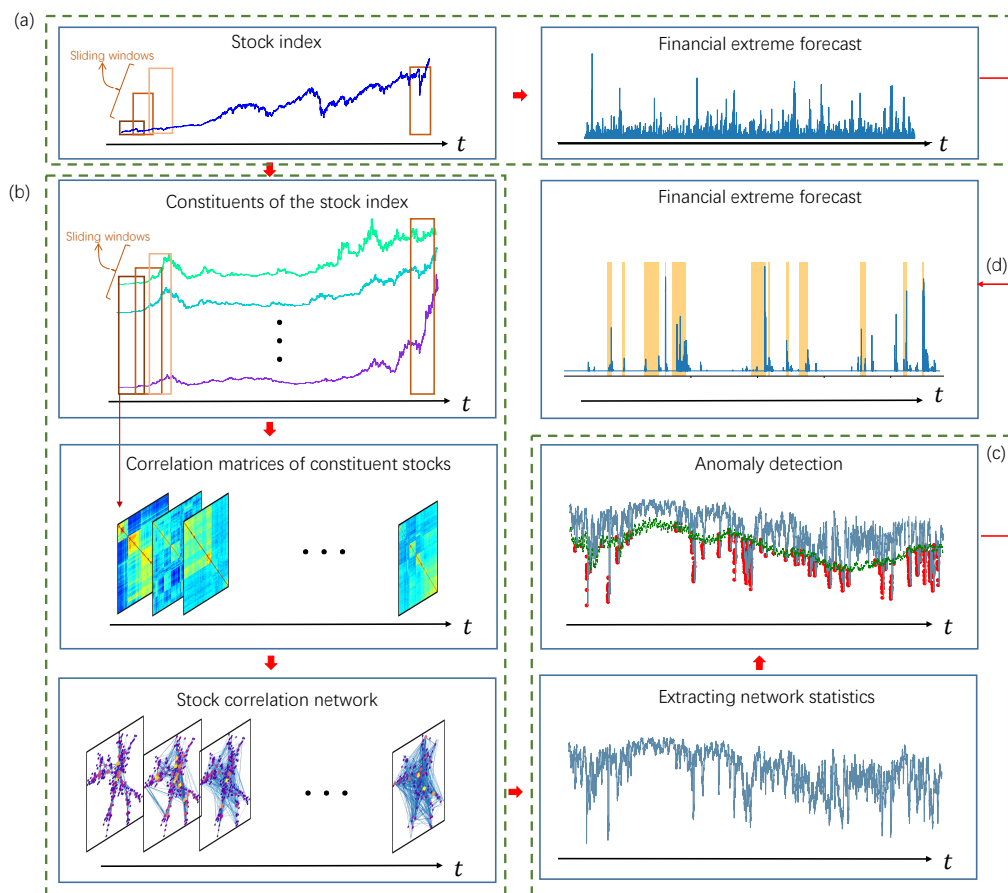 (a)
Stock index
Sliding windows
t
Financial extreme forecast
(b)
Constituents of the stock index
Sliding windows
t
Financial extreme forecast
(d)
t
Correlation matrices of constituent stocks
t
(c)
Anomaly detection
t
Stock correlation network
t
Extracting network statistics
t